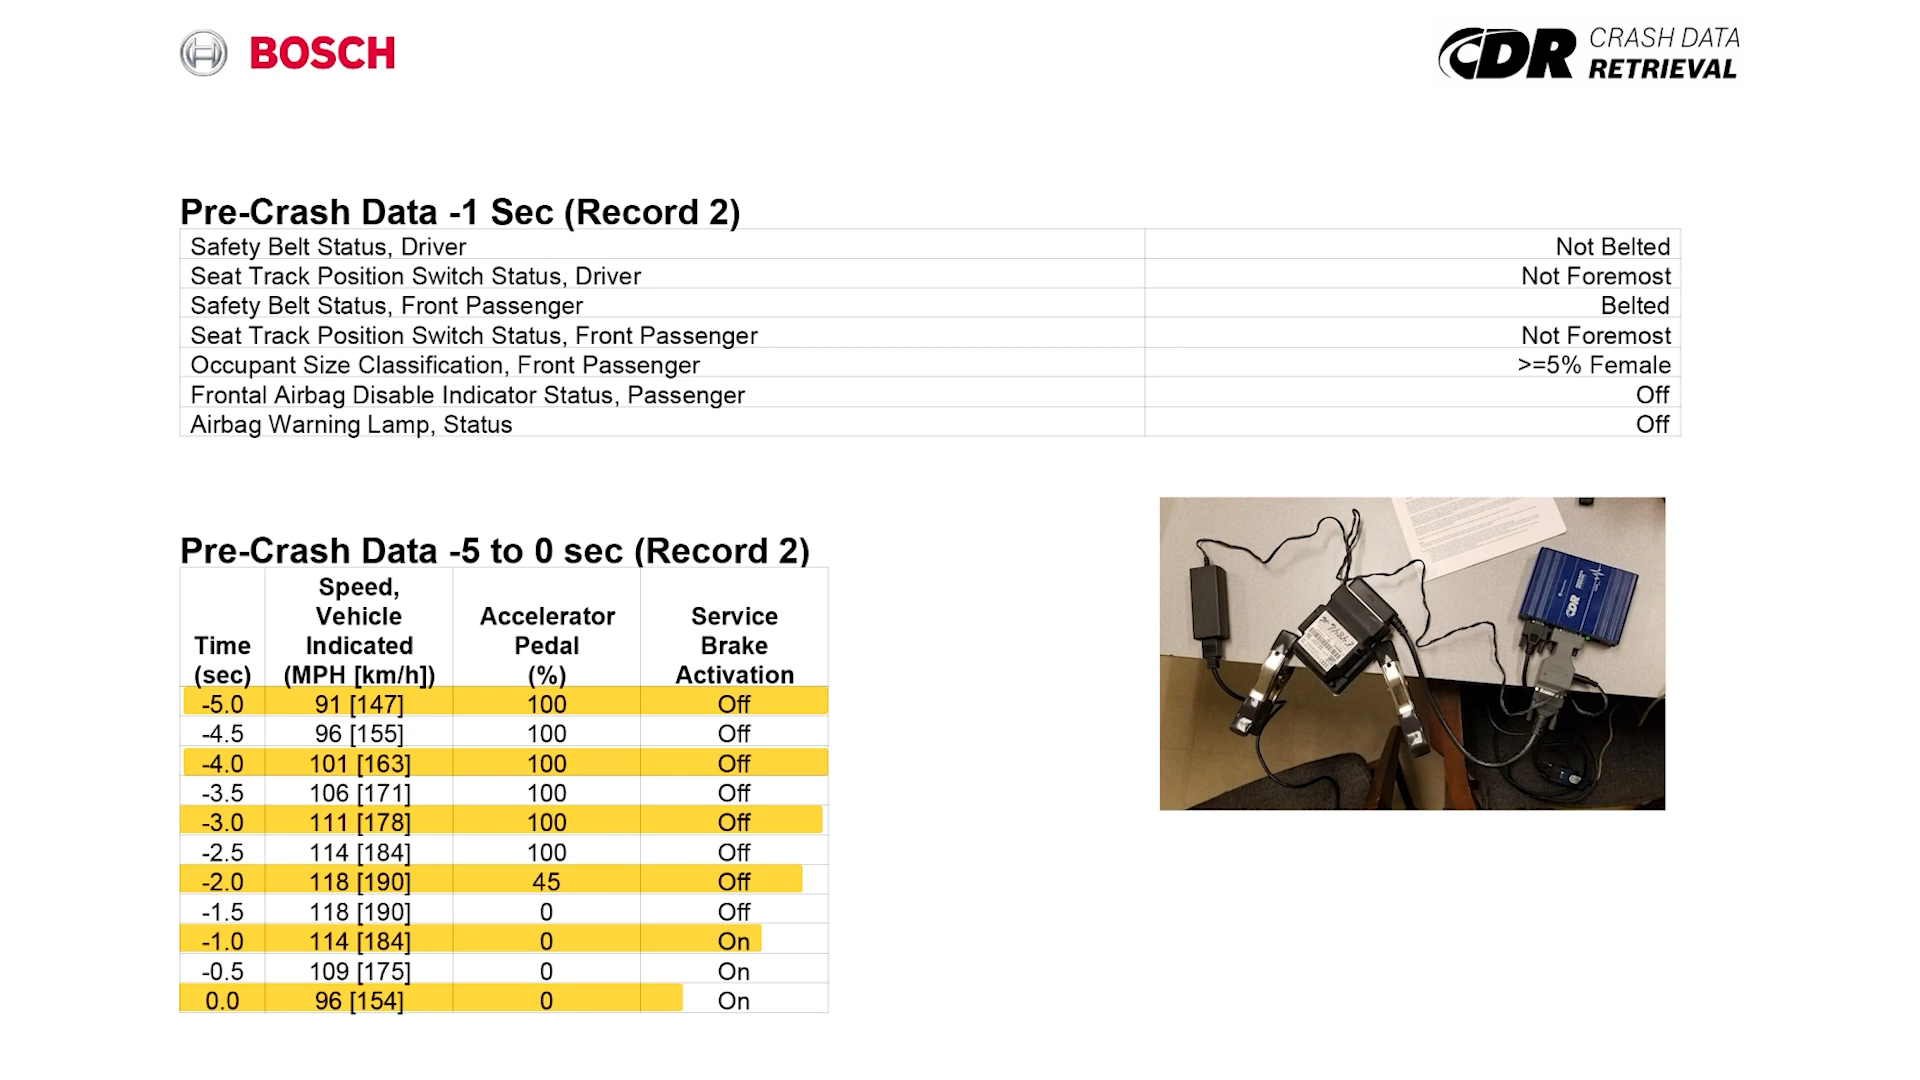 BOSCH
CDR CRASH DATA
RETRIEVAL
Pre-Crash Data -1 Sec (Record 2)
Safety Belt Status, Driver Not Belted
Seat Track Position Switch Status, Driver Not Foremost
Safety Belt Status, Front Passenger Belted
Seat Track Position Switch Status, Front Passenger Not Foremost
Occupant Size Classification, Front Passenger >=5% Female
Frontal Airbag Disable Indicator Status, Passenger Off
Airbag Warning Lamp, Status Off
Pre-Crash Data -5 to 0 sec (Record 2)
Time
(sec)
Speed,
Vehicle
Indicated
(MPH [km/h])
Accelerator
Pedal
(%)
Service
Brake
Activation
-5.0 91 [147] 100 Off
-4.5 96 [155] 100 Off
-4.0 101 [163] 100 Off
-3.5 106 [171] 100 Off
-3.0 111 [178] 100 Off
-2.5 114 [184] 100 Off
-2.0 118 [190] 45 Off
-1.5 118 [190] 0 Off
-1.0 114 [184] 0 On
-0.5 109 [175] 0 On
0.0 96 [154] 0 On
CDR